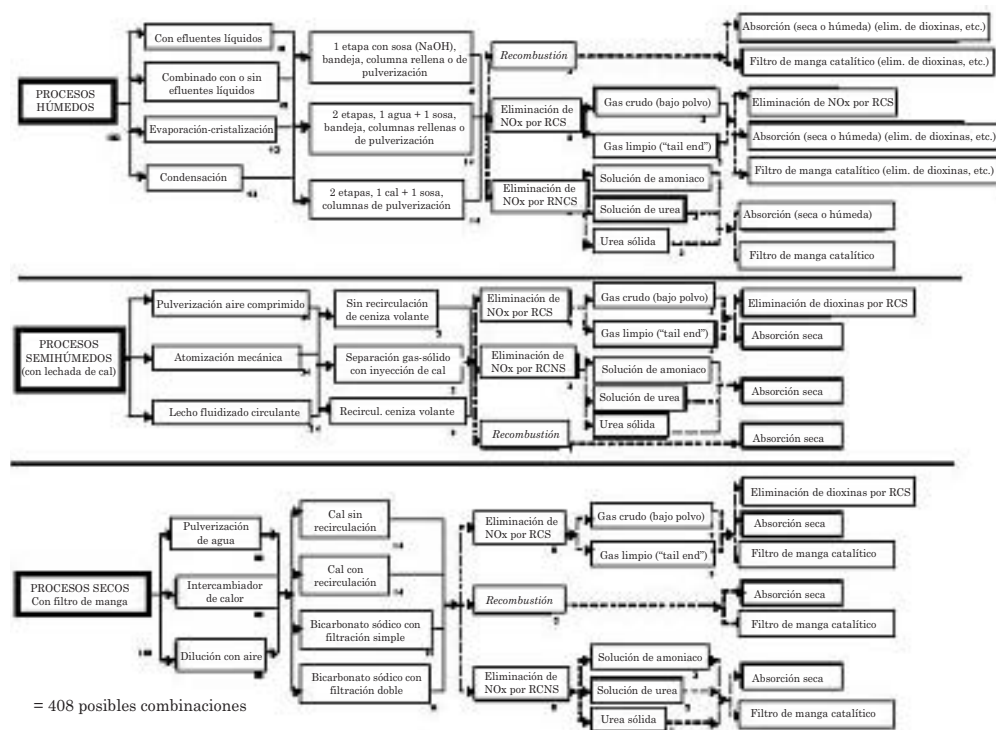 PROCESOS
HÚMEDOS
Con efluentes líquidos
Combinado con o sin
efluentes líquidos
Evaporación-cristalización
Condensación
1 etapa con sosa (NaOH),
bandeja, columna rellena o de
pulverización
2 etapas, 1 agua + 1 sosa,
bandeja, columnas rellenas o
de pulverización
2 etapas, 1 cal + 1 sosa,
columnas de pulverización
Recombustión
Eliminación de
NOx por RCS
Eliminación de
NOx por RNCS
Gas crudo (bajo polvo)
Gas limpio (“tail end”)
Solución de amoniaco
Solución de urea
Urea sólida
Absorción (seca o húmeda) (elim. de dioxinas, etc.)
Filtro de manga catalítico (elim. de dioxinas, etc.)
Eliminación de NOx por RCS
Absorción (seca o húmeda) (elim. de dioxinas, etc.)
Filtro de manga catalítico (elim. de dioxinas, etc.)
Absorción (seca o húmeda)
Filtro de manga catalítico
PROCESOS
SEMIHÚMEDOS
(con lechada de cal)
Pulverización aire comprimido
Atomización mecánica
Lecho fluidizado circulante
Sin recirculación
de ceniza volante
Separación gas-sólido
con inyección de cal
Recircul. ceniza volante
Eliminación de
NOx por RCS
Eliminación de
NOx por RCNS
Recombustión
Gas crudo (bajo polvo)
Gas limpio (“tail end”)
Solución de amoniaco
Solución de urea
Urea sólida
Eliminación de dioxinas por RCS
Absorción seca
Absorción seca
Absorción seca
PROCESOS SECOS
Con filtro de manga
Pulverización
de agua
Intercambiador
de calor
Dilución con aire
Cal sin
recirculación
Cal con
recirculación
Bicarbonato sódico con
filtración simple
Bicarbonato sódico con
filtración doble
Eliminación de
NOx por RCS
Recombustión
Eliminación de
NOx por RCNS
Gas crudo (bajo polvo)
Gas limpio (“tail end”)
Solución de amoniaco
Solución de urea
Urea sólida
Eliminación de dioxinas por RCS
Absorción seca
Filtro de manga catalítico
Absorción seca
Filtro de manga catalítico
Absorción seca
Filtro de manga catalítico
= 408 posibles combinaciones